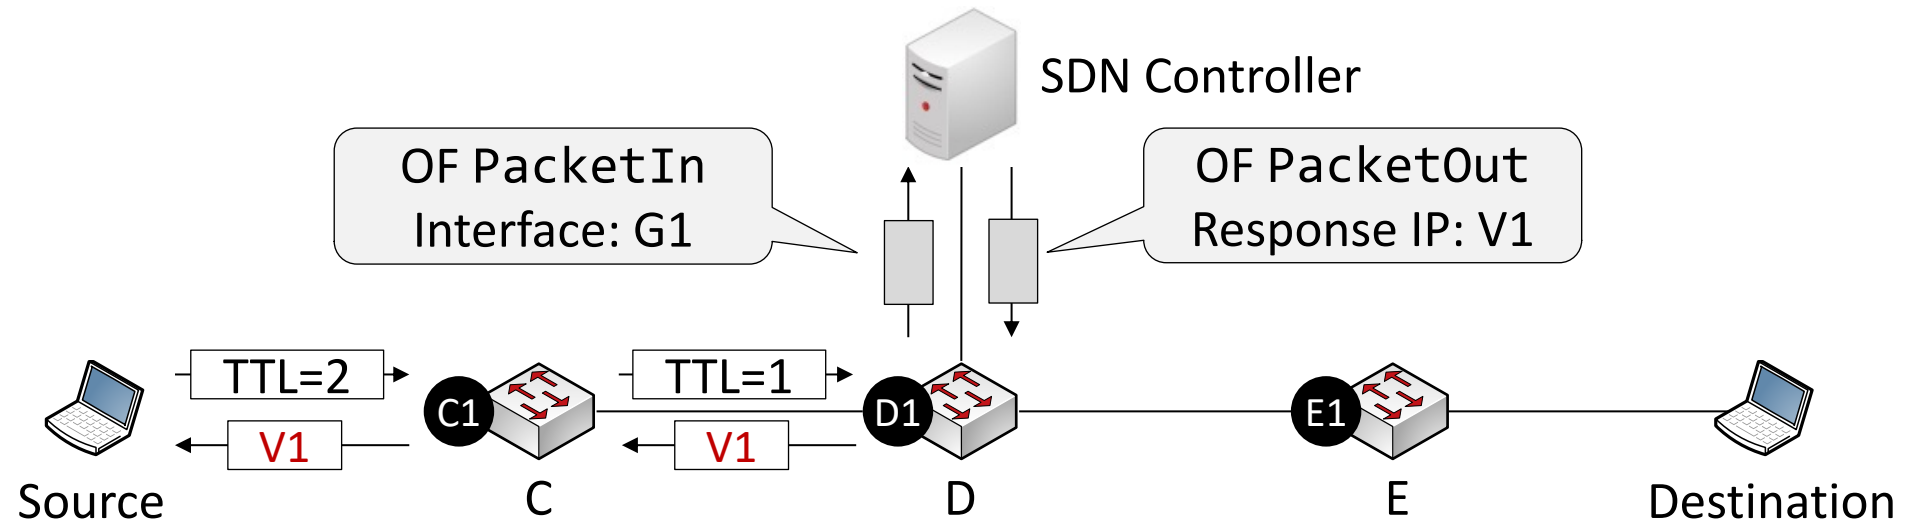 SDN Controller
OF PacketIn
Interface: G1
OF PacketOut
Response IP: V1
TTL=2
TTL=1
C1
D1
E1
V1
V1
Source
C
D
E
Destination